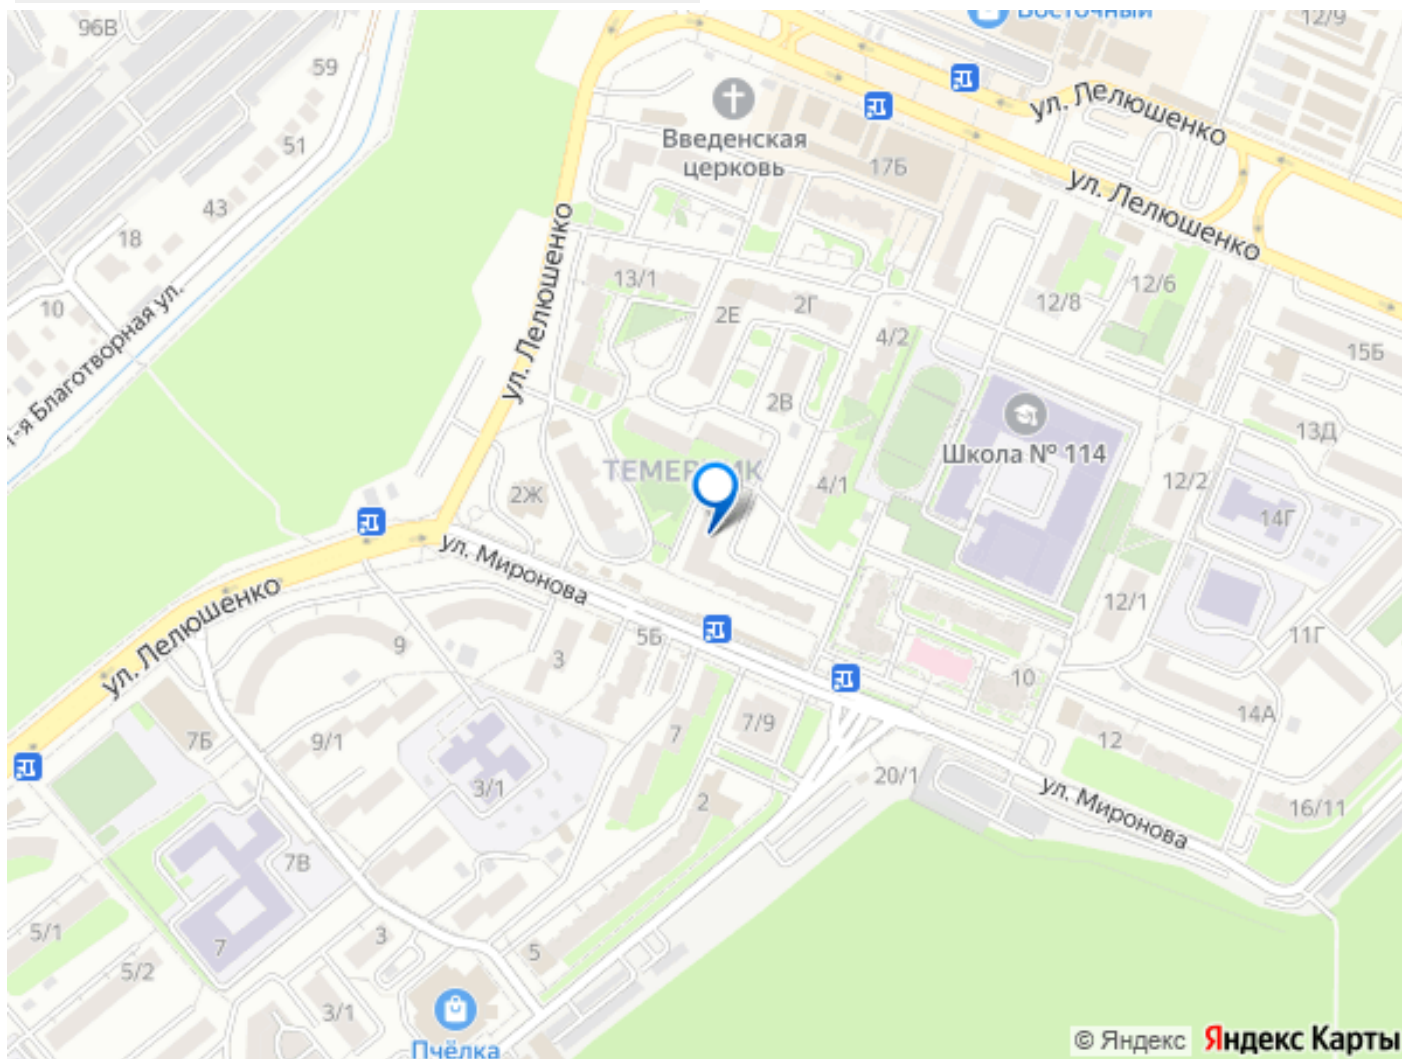 96В
59
51
43
18
10
1-я Благотворная ул.
Восточный
12/9
ул. Лелюшенко
Введенская
церковь
17Б
ул. Лелюшенко
ул. Лелюшенко
13/1
2Е
2Г
4/2
12/8
12/6
15Б
2В
Школа № 114
13Д
12/2
14Г
2Ж
4/1
ул. Миронова
ул. Лелюшенко
12/1
11Г
9
3
5Б
10
14А
7Б
9/1
7
7/9
12
20/1
ул. Миронова
16/11
3/1
2
7В
7
5/1
5/2
3
5
3/1
Пчёлка
© Яндекс Яндекс Карты